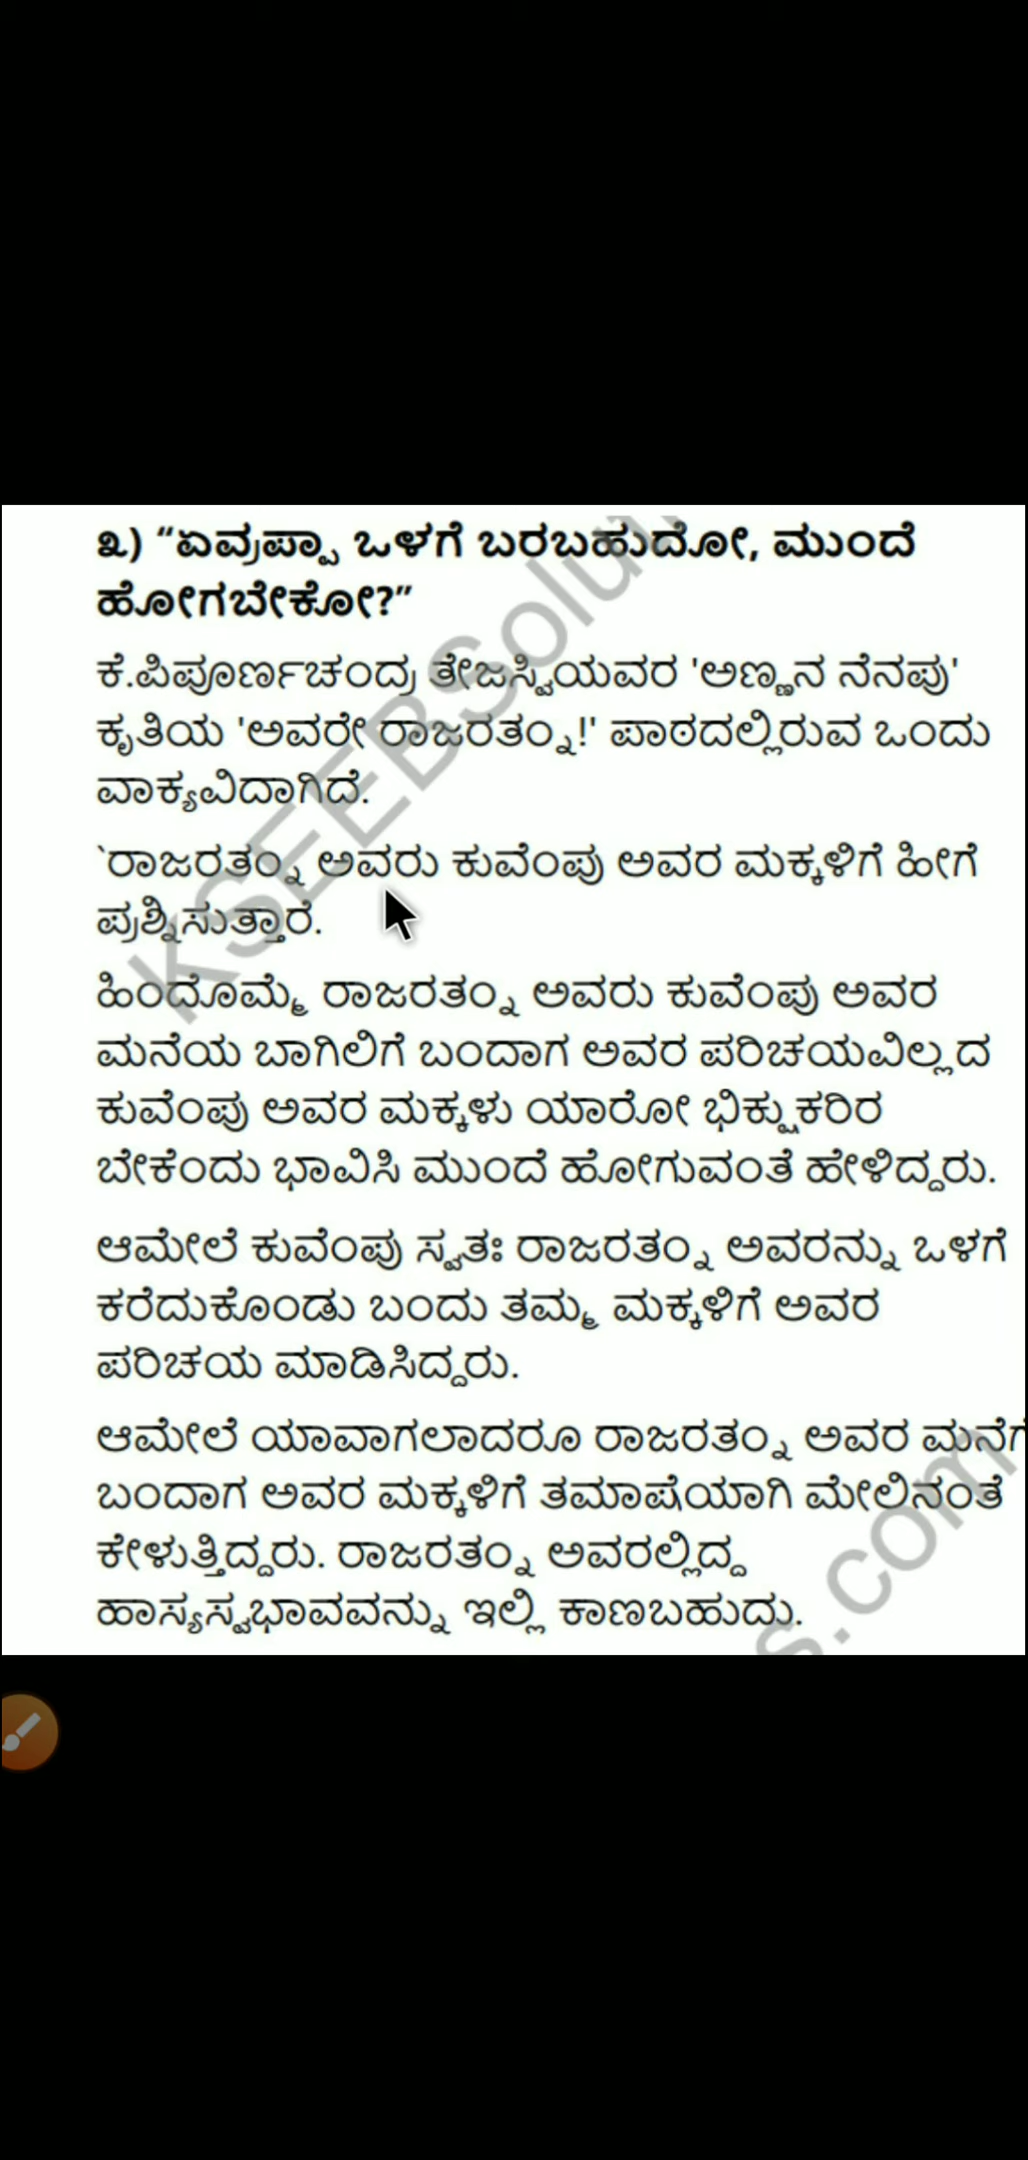 ೩) “ಏನ್ರಪ್ಪಾ ಒಳಗೆ ಬರಬಹುದೋ, ಮುಂದೆ
ಹೋಗಬೇಕೋ?”
ಕೆ.ಪಿಪೂರ್ಣಚಂದ್ರ ತೇಜಸ್ವಿಯವರ 'ಅಣ್ಣನ ನೆನಪು'
ಕೃತಿಯ 'ಅವರೇ ರಾಜರತಂ್ನ!' ಪಾಠದಲ್ಲಿರುವ ಒಂದು
ವಾಕ್ಯವಿದಾಗಿದೆ.
`ರಾಜರತಂ್ನ ಅವರು ಕುವೆಂಪು ಅವರ ಮಕ್ಕಳಿಗೆ ಹೀಗೆ
ಪ್ರಶ್ನಿಸುತ್ತಾರೆ.
ಹಿಂದೊಮ್ಮೆ ರಾಜರತಂ್ನ ಅವರು ಕುವೆಂಪು ಅವರ
ಮನೆಯ ಬಾಗಿಲಿಗೆ ಬಂದಾಗ ಅವರ ಪರಿಚಯವಿಲ್ಲದ
ಕುವೆಂಪು ಅವರ ಮಕ್ಕಳು ಯಾರೋ ಭಿಕ್ಷುಕರಿರ
ಬೇಕೆಂದು ಭಾವಿಸಿ ಮುಂದೆ ಹೋಗುವಂತೆ ಹೇಳಿದ್ದರು.
ಆಮೇಲೆ ಕುವೆಂಪು ಸ್ವತಃ ರಾಜರತಂ್ನ ಅವರನ್ನು ಒಳಗೆ
ಕರೆದುಕೊಂಡು ಬಂದು ತಮ್ಮ ಮಕ್ಕಳಿಗೆ ಅವರ
ಪರಿಚಯ ಮಾಡಿಸಿದ್ದರು.
ಆಮೇಲೆ ಯಾವಾಗಲಾದರೂ ರಾಜರತಂ್ನ ಅವರ ಮನೆಗೆ
ಬಂದಾಗ ಅವರ ಮಕ್ಕಳಿಗೆ ತಮಾಷೆಯಾಗಿ ಮೇಲಿನಂತೆ
ಕೇಳುತ್ತಿದ್ದರು. ರಾಜರತಂ್ನ ಅವರಲ್ಲಿದ್ದ
ಹಾಸ್ಯಸ್ವಭಾವವನ್ನು ಇಲ್ಲಿ ಕಾಣಬಹುದು.
KSEEBSolu
s.com